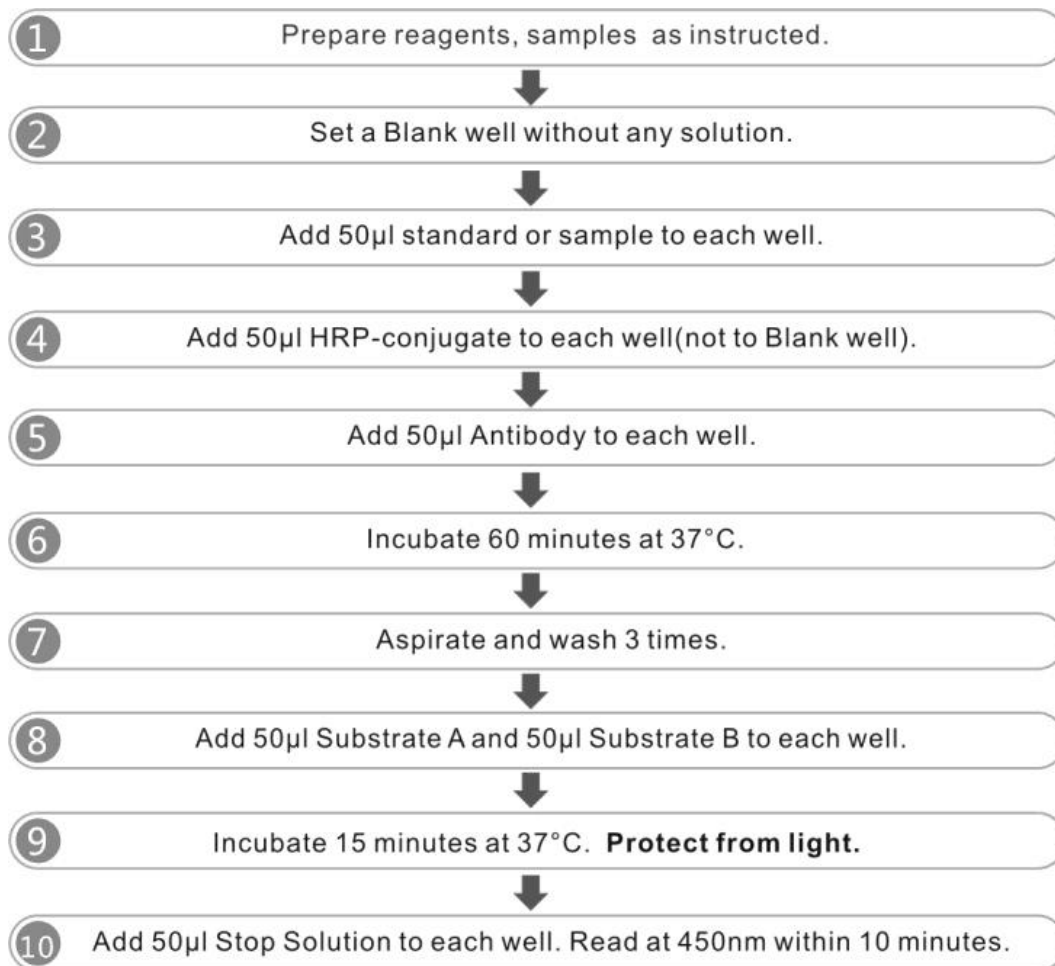 1 Prepare reagents, samples as instructed.
2 Set a Blank well without any solution.
3 Add 50μl standard or sample to each well.
4 Add 50μl HRP-conjugate to each well(not to Blank well).
5 Add 50μl Antibody to each well.
6 Incubate 60 minutes at 37°C.
7 Aspirate and wash 3 times.
8 Add 50μl Substrate A and 50μl Substrate B to each well.
9 Incubate 15 minutes at 37°C. Protect from light.
10 Add 50μl Stop Solution to each well. Read at 450nm within 10 minutes.